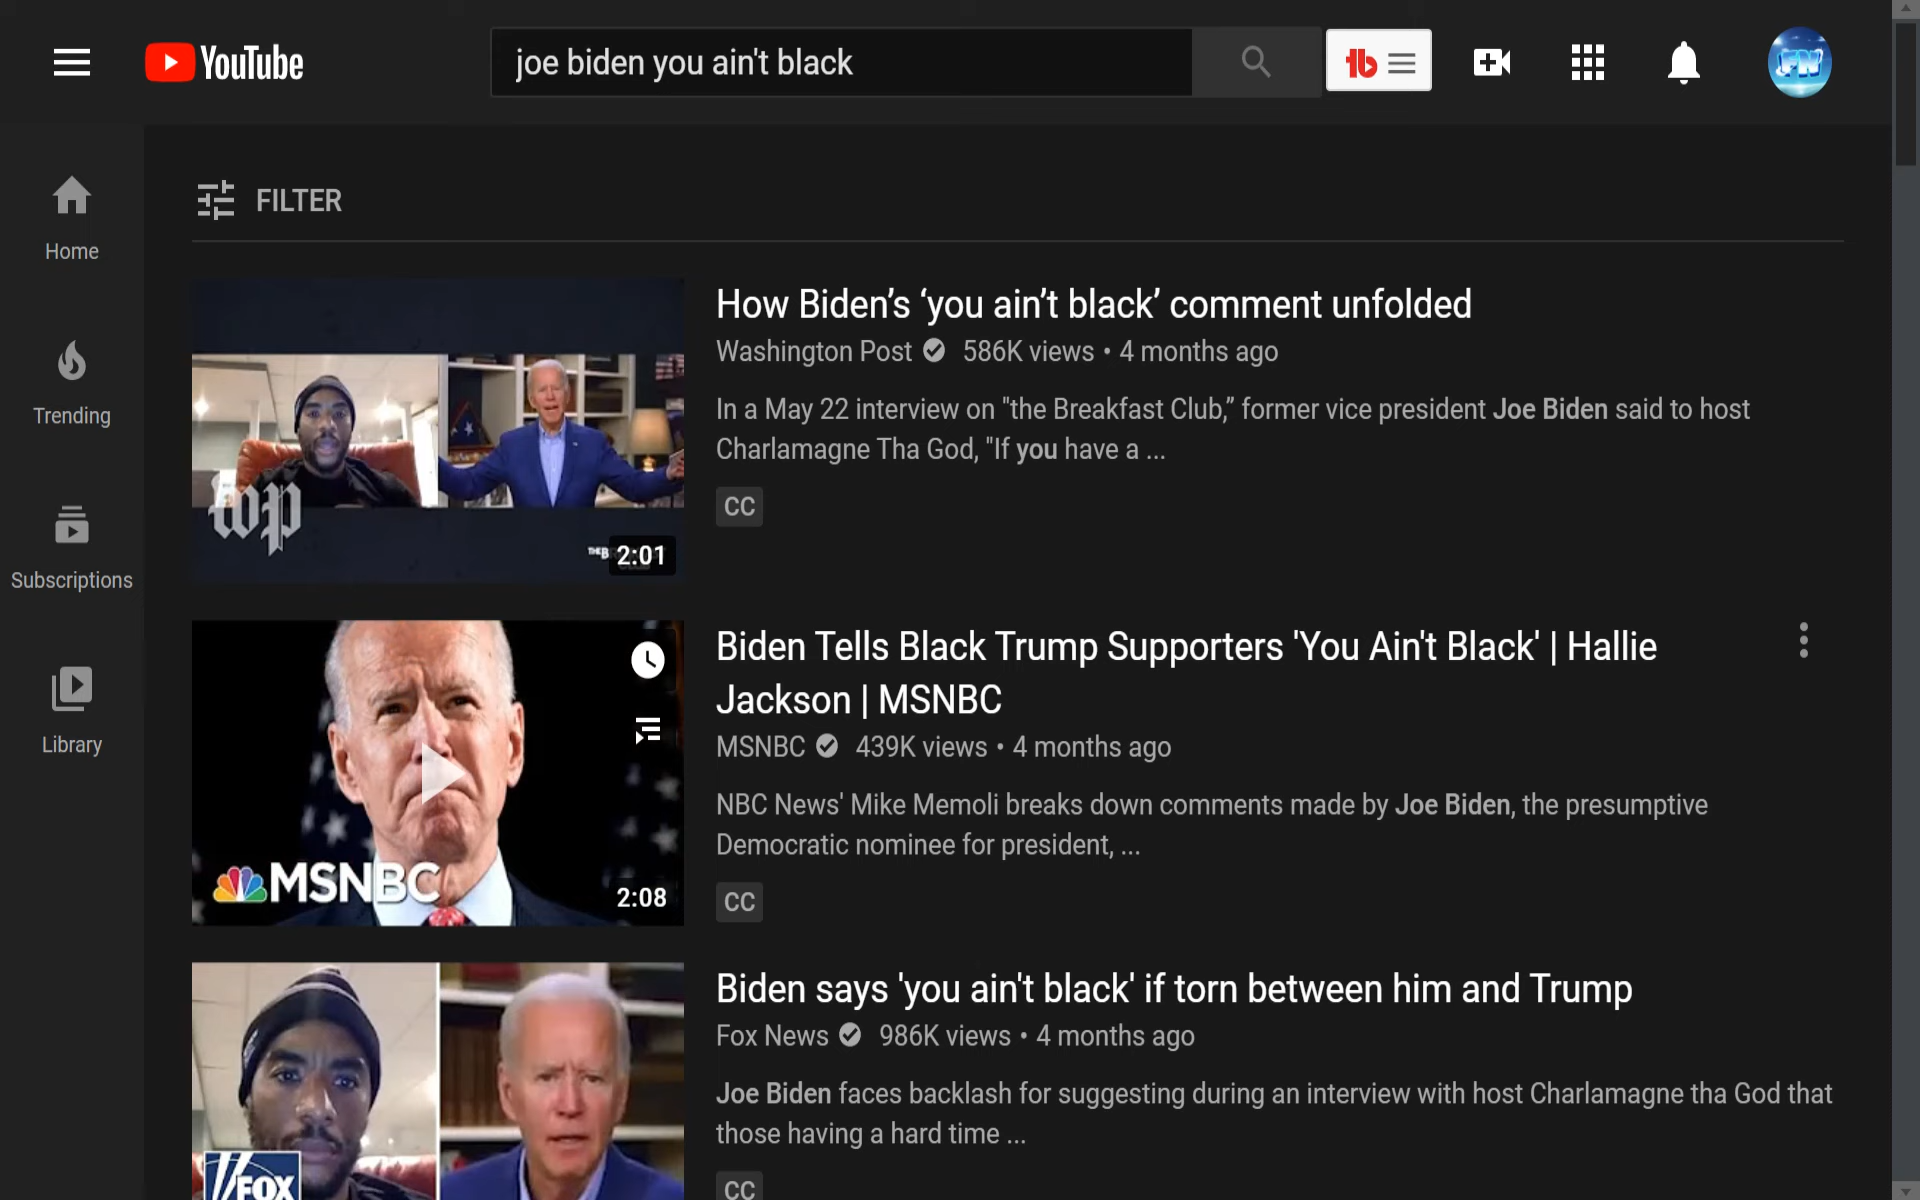 YouTube
joe biden you ain't black
FILTER
Home
Trending
Subscriptions
Library
How Biden’s ‘you ain’t black’ comment unfolded
Washington Post 586K views • 4 months ago
In a May 22 interview on "the Breakfast Club,” former vice president Joe Biden said to host
Charlamagne Tha God, "If you have a ...
CC
wp
2:01
Biden Tells Black Trump Supporters 'You Ain't Black' | Hallie
Jackson | MSNBC
MSNBC 439K views • 4 months ago
NBC News' Mike Memoli breaks down comments made by Joe Biden, the presumptive
Democratic nominee for president, ...
CC
MSNBC
2:08
Biden says 'you ain't black' if torn between him and Trump
Fox News 986K views • 4 months ago
Joe Biden faces backlash for suggesting during an interview with host Charlamagne tha God that
those having a hard time ...
CC
FOX